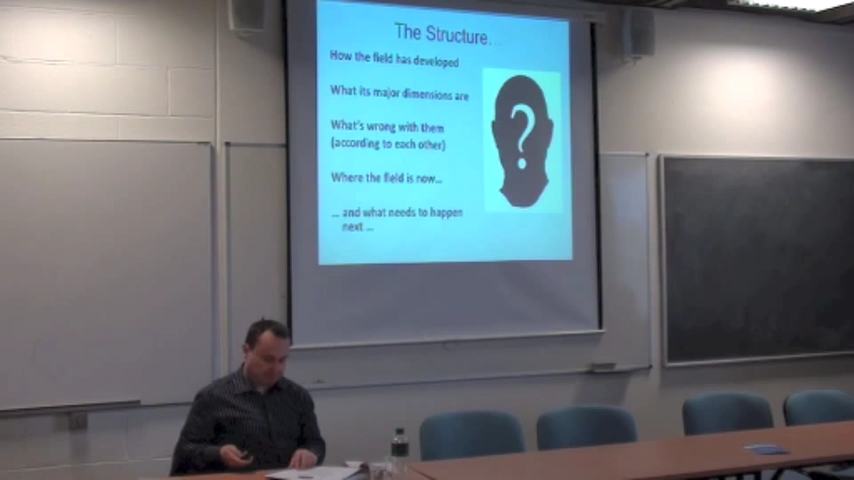 The Structure...
How the field has developed
What its major dimensions are
What's wrong with them
(according to each other)
Where the field is now...
... and what needs to happen
next ...
?